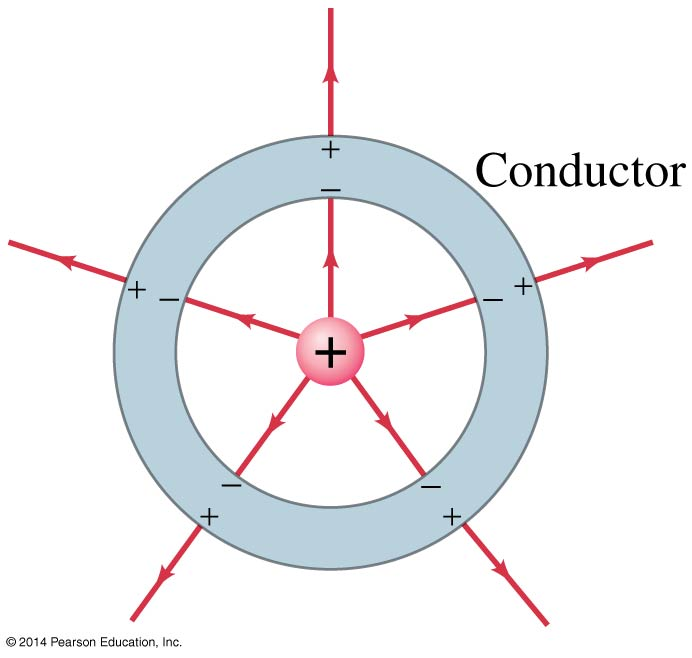 +
−
Conductor
+ − − +
+
− −
+ +
© 2014 Pearson Education, Inc.